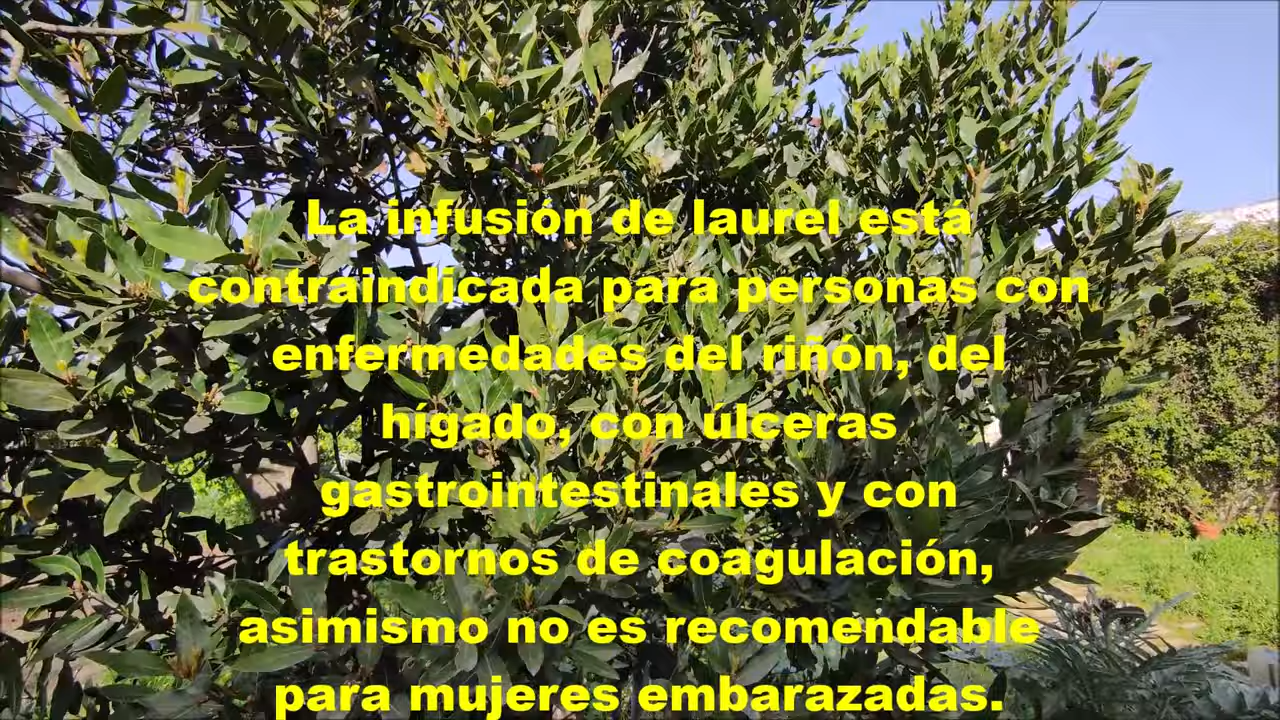 La infusión de laurel está
contraindicada para personas con
enfermedades del riñón, del
hígado, con úlceras
gastrointestinales y con
trastornos de coagulación,
asimismo no es recomendable
para mujeres embarazadas.